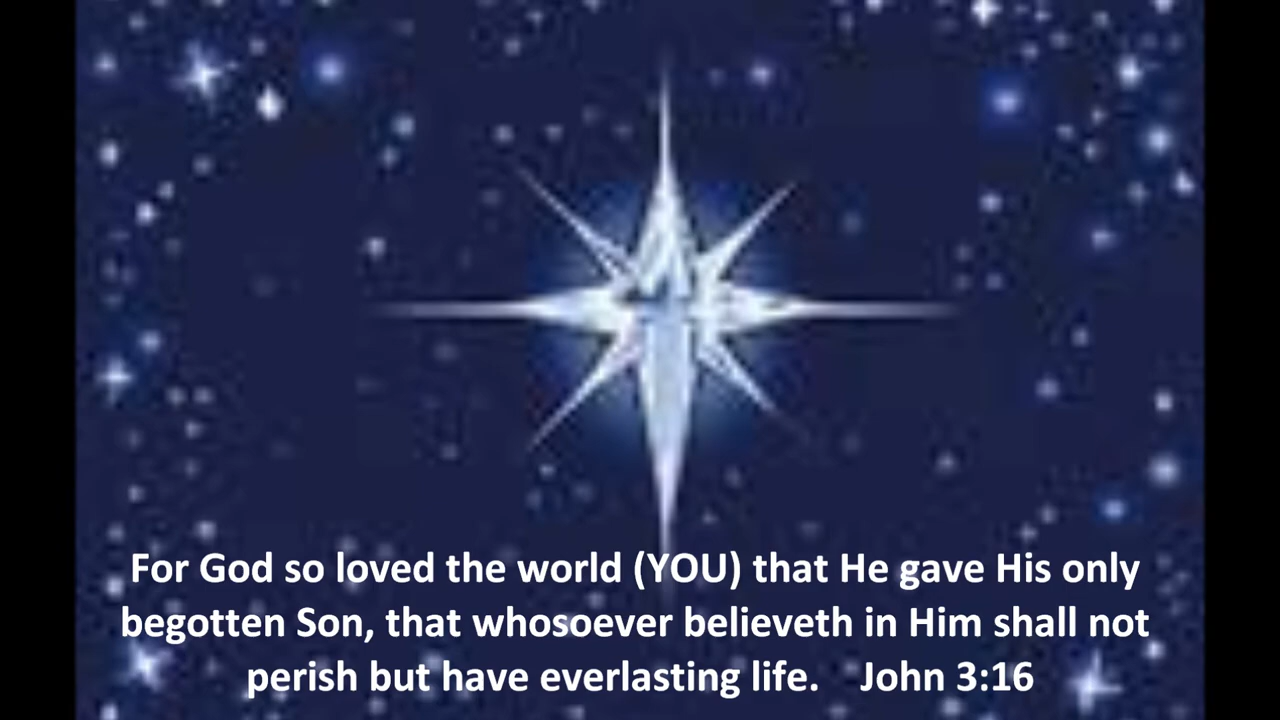 For God so loved the world (YOU) that He gave His only
begotten Son, that whosoever believeth in Him shall not
perish but have everlasting life.    John 3:16